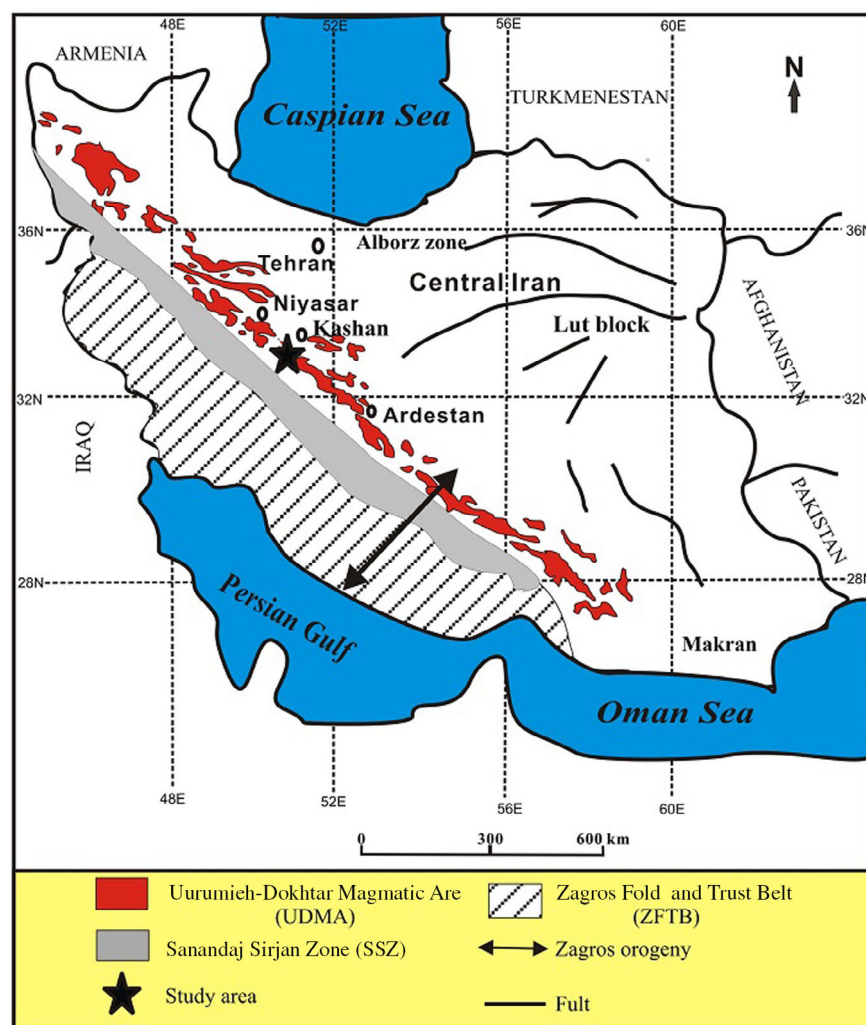 48E
52E
60E
ARMENIA
N
TURKMENESTAN
Caspian Sea
36N
36N
Alborz zone
Tehran
Central Iran
Niyasar
Kashan
Lut block
AFGHANISTAN
32N
32N
Ardestan
IRAQ
PAKISTAN
28N
28N
Persian Gulf
Makran
Oman Sea
48E
52E
56E
60E
0 300 600 km
Uurumieh-Dokhtar Magmatic Are
(UDMA)
Zagros Fold and Trust Belt
(ZFTB)
Sanandaj Sirjan Zone (SSZ)
Zagros orogeny
Study area
Fult